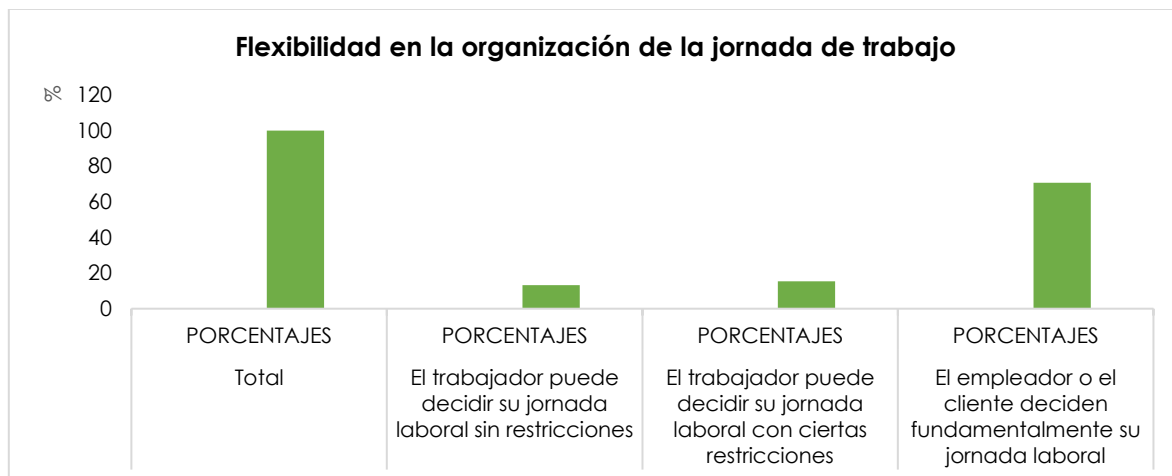 Flexibilidad en la organización de la jornada de trabajo
%
120
100
80
60
40
20
0
PORCENTAJES
PORCENTAJES
PORCENTAJES
PORCENTAJES
Total
El trabajador puede
decidir su jornada
laboral sin restricciones
El trabajador puede
decidir su jornada
laboral con ciertas
restricciones
El empleador o el
cliente deciden
fundamentalmente su
jornada laboral